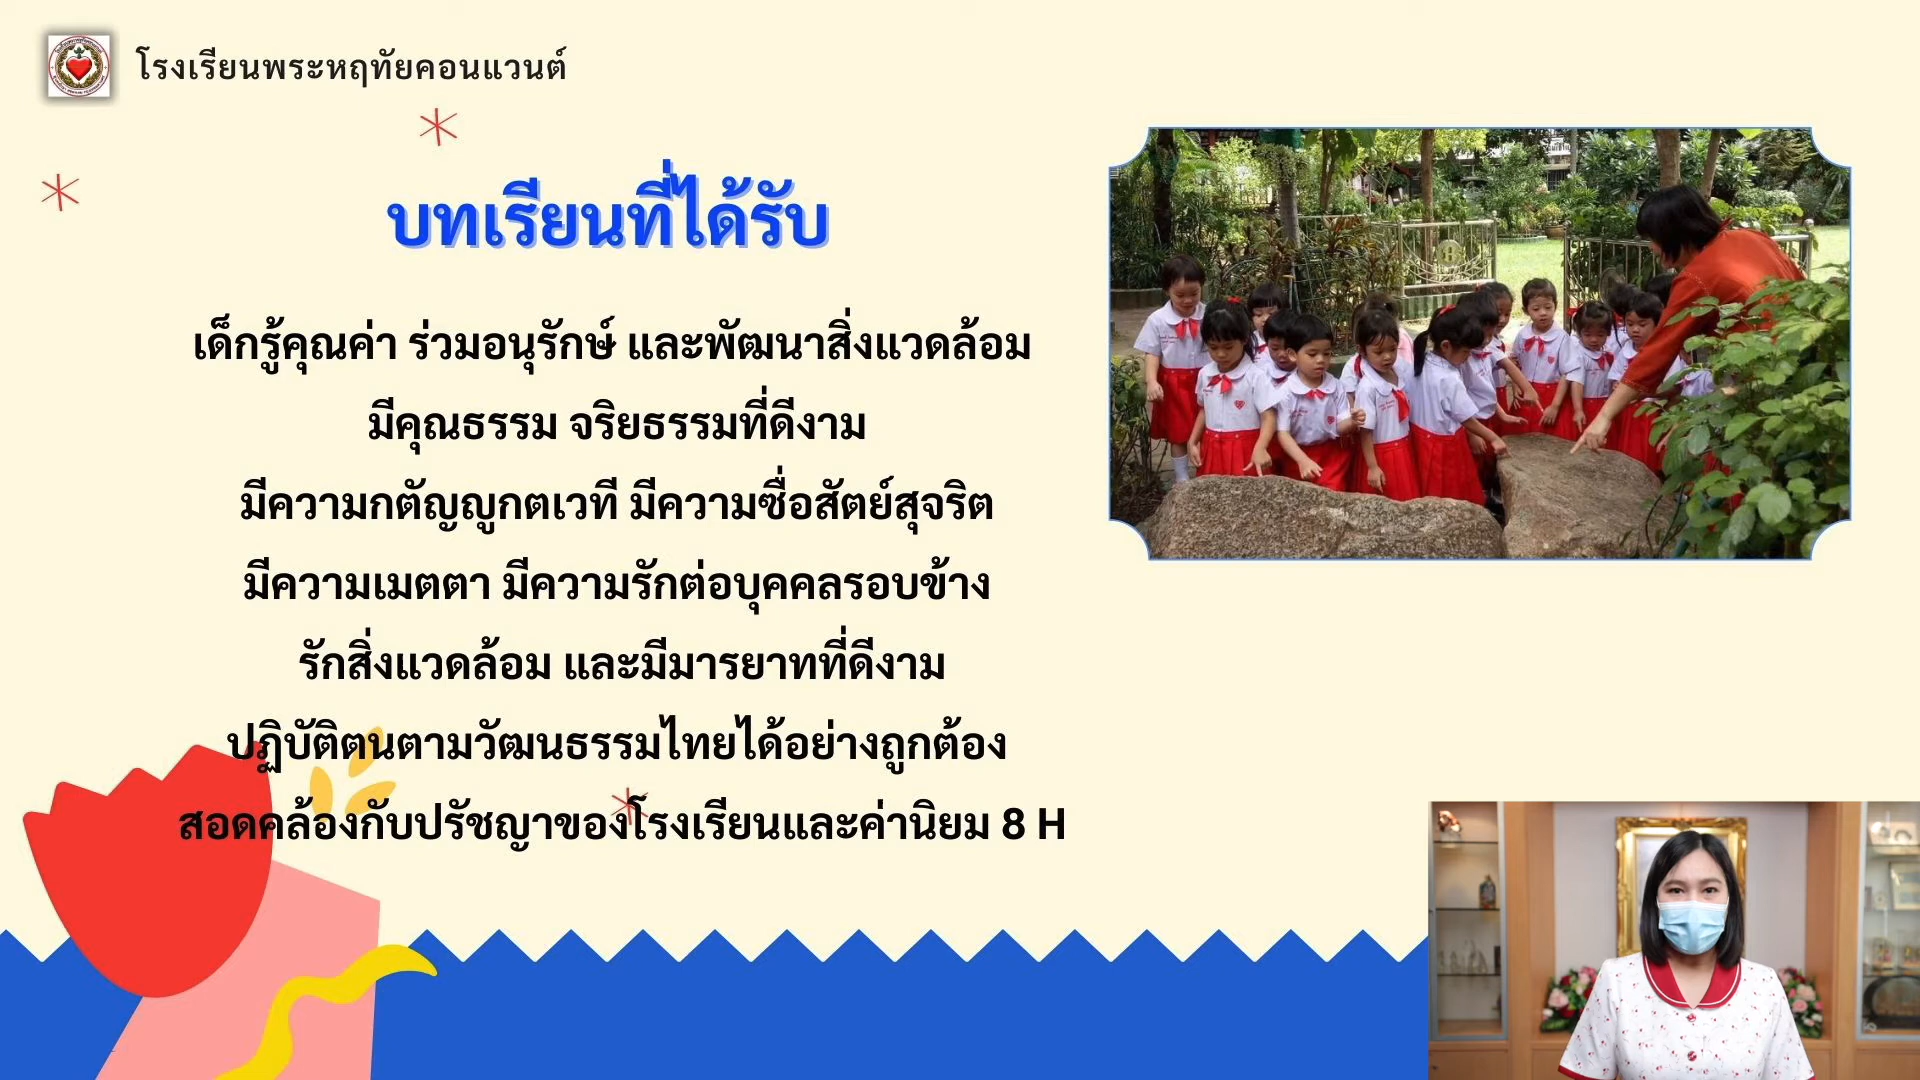 โรงเรียนพระหฤทัยคอนแวนต์
บทเรียนที่ได้รับ
เด็กรู้คุณค่า ร่วมอนุรักษ์ และพัฒนาสิ่งแวดล้อม
มีคุณธรรม จริยธรรมที่ดีงาม
มีความกตัญญูกตเวที มีความซื่อสัตย์สุจริต
มีความเมตตา มีความรักต่อบุคคลรอบข้าง
รักสิ่งแวดล้อม และมีมารยาทที่ดีงาม
ปฏิบัติตนตามวัฒนธรรมไทยได้อย่างถูกต้อง
สอดคล้องกับปรัชญาของโรงเรียนและค่านิยม 8 H